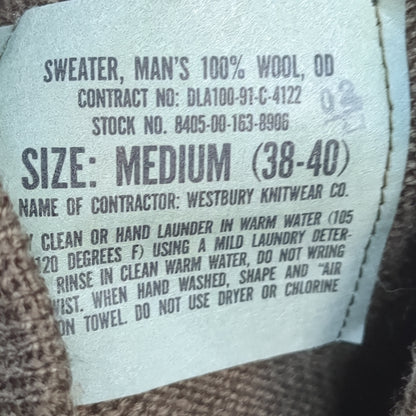 SWEATER, MAN'S 100% WOOL, OD
CONTRACT NO: DLA100-91-C-4122
STOCK NO. 8405-00-163-8906
SIZE: MEDIUM (38-40)
NAME OF CONTRACTOR: WESTBURY KNITWEAR CO.
CLEAN OR HAND LAUNDER IN WARM WATER (105
120 DEGREES F) USING A MILD LAUNDRY DETER-
RINSE IN CLEAN WARM WATER, DO NOT WRING
WHEN HAND WASHED, SHAPE AND "AIR
TOWEL. DO NOT USE DRYER OR CHLORINE